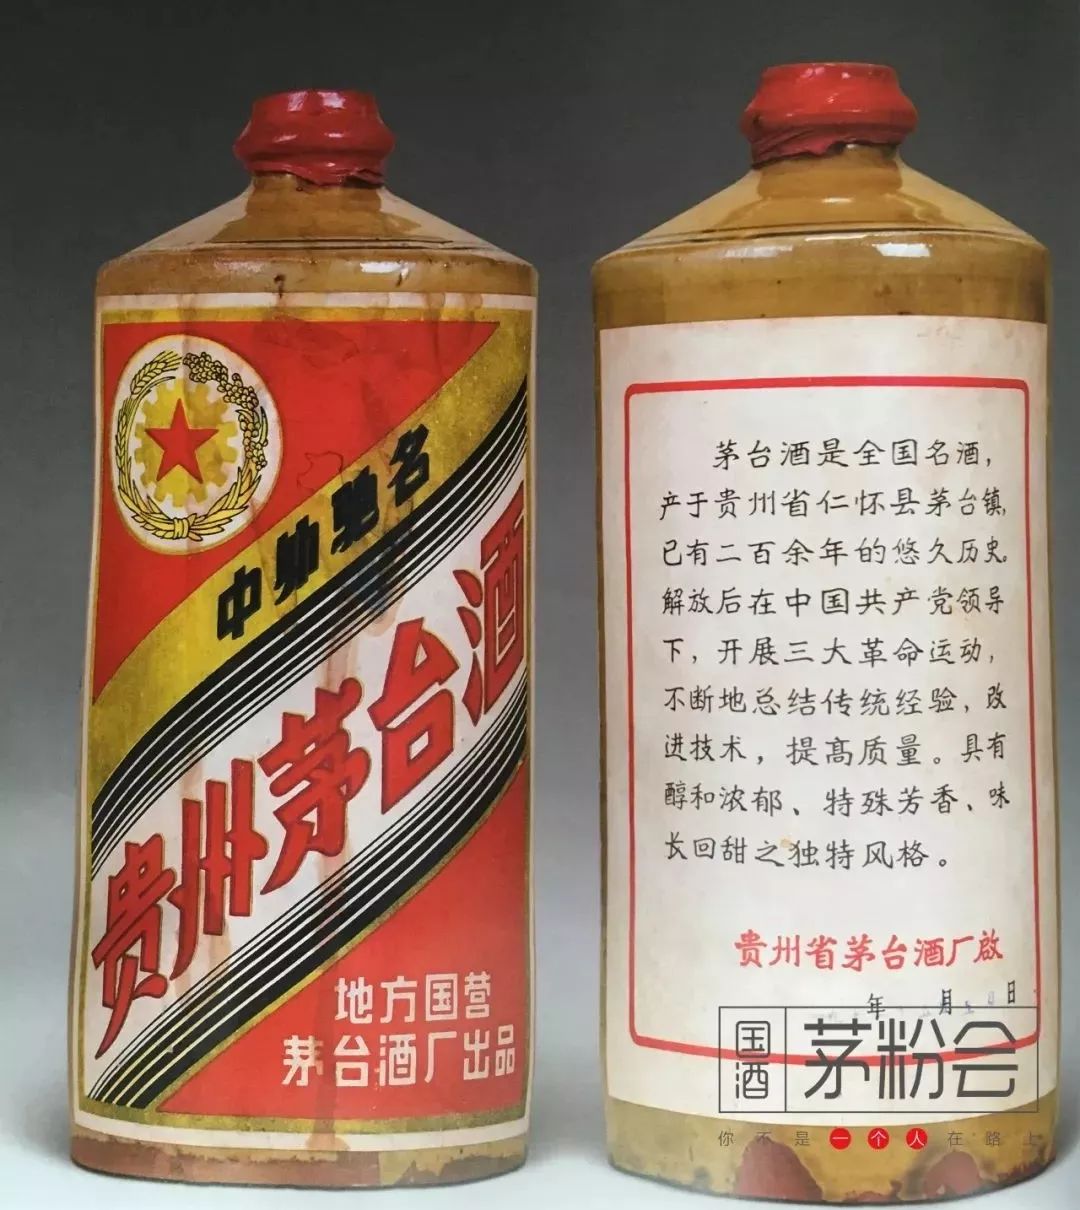 中外驰名
贵州茅台酒
地方国营
茅台酒厂出品
茅台酒是全国名酒，
产于贵州省仁怀县茅台镇，
已有二百余年的悠久历史。
解放后在中国共产党领导
下，开展三大革命运动，
不断地总结传统经验，改
进技术，提高质量。具有
醇和浓郁、特殊芳香、味
长回甜之独特风格。
贵州省茅台酒厂啟
年 月 日
国酒 茅粉会
你不是一个人在路上